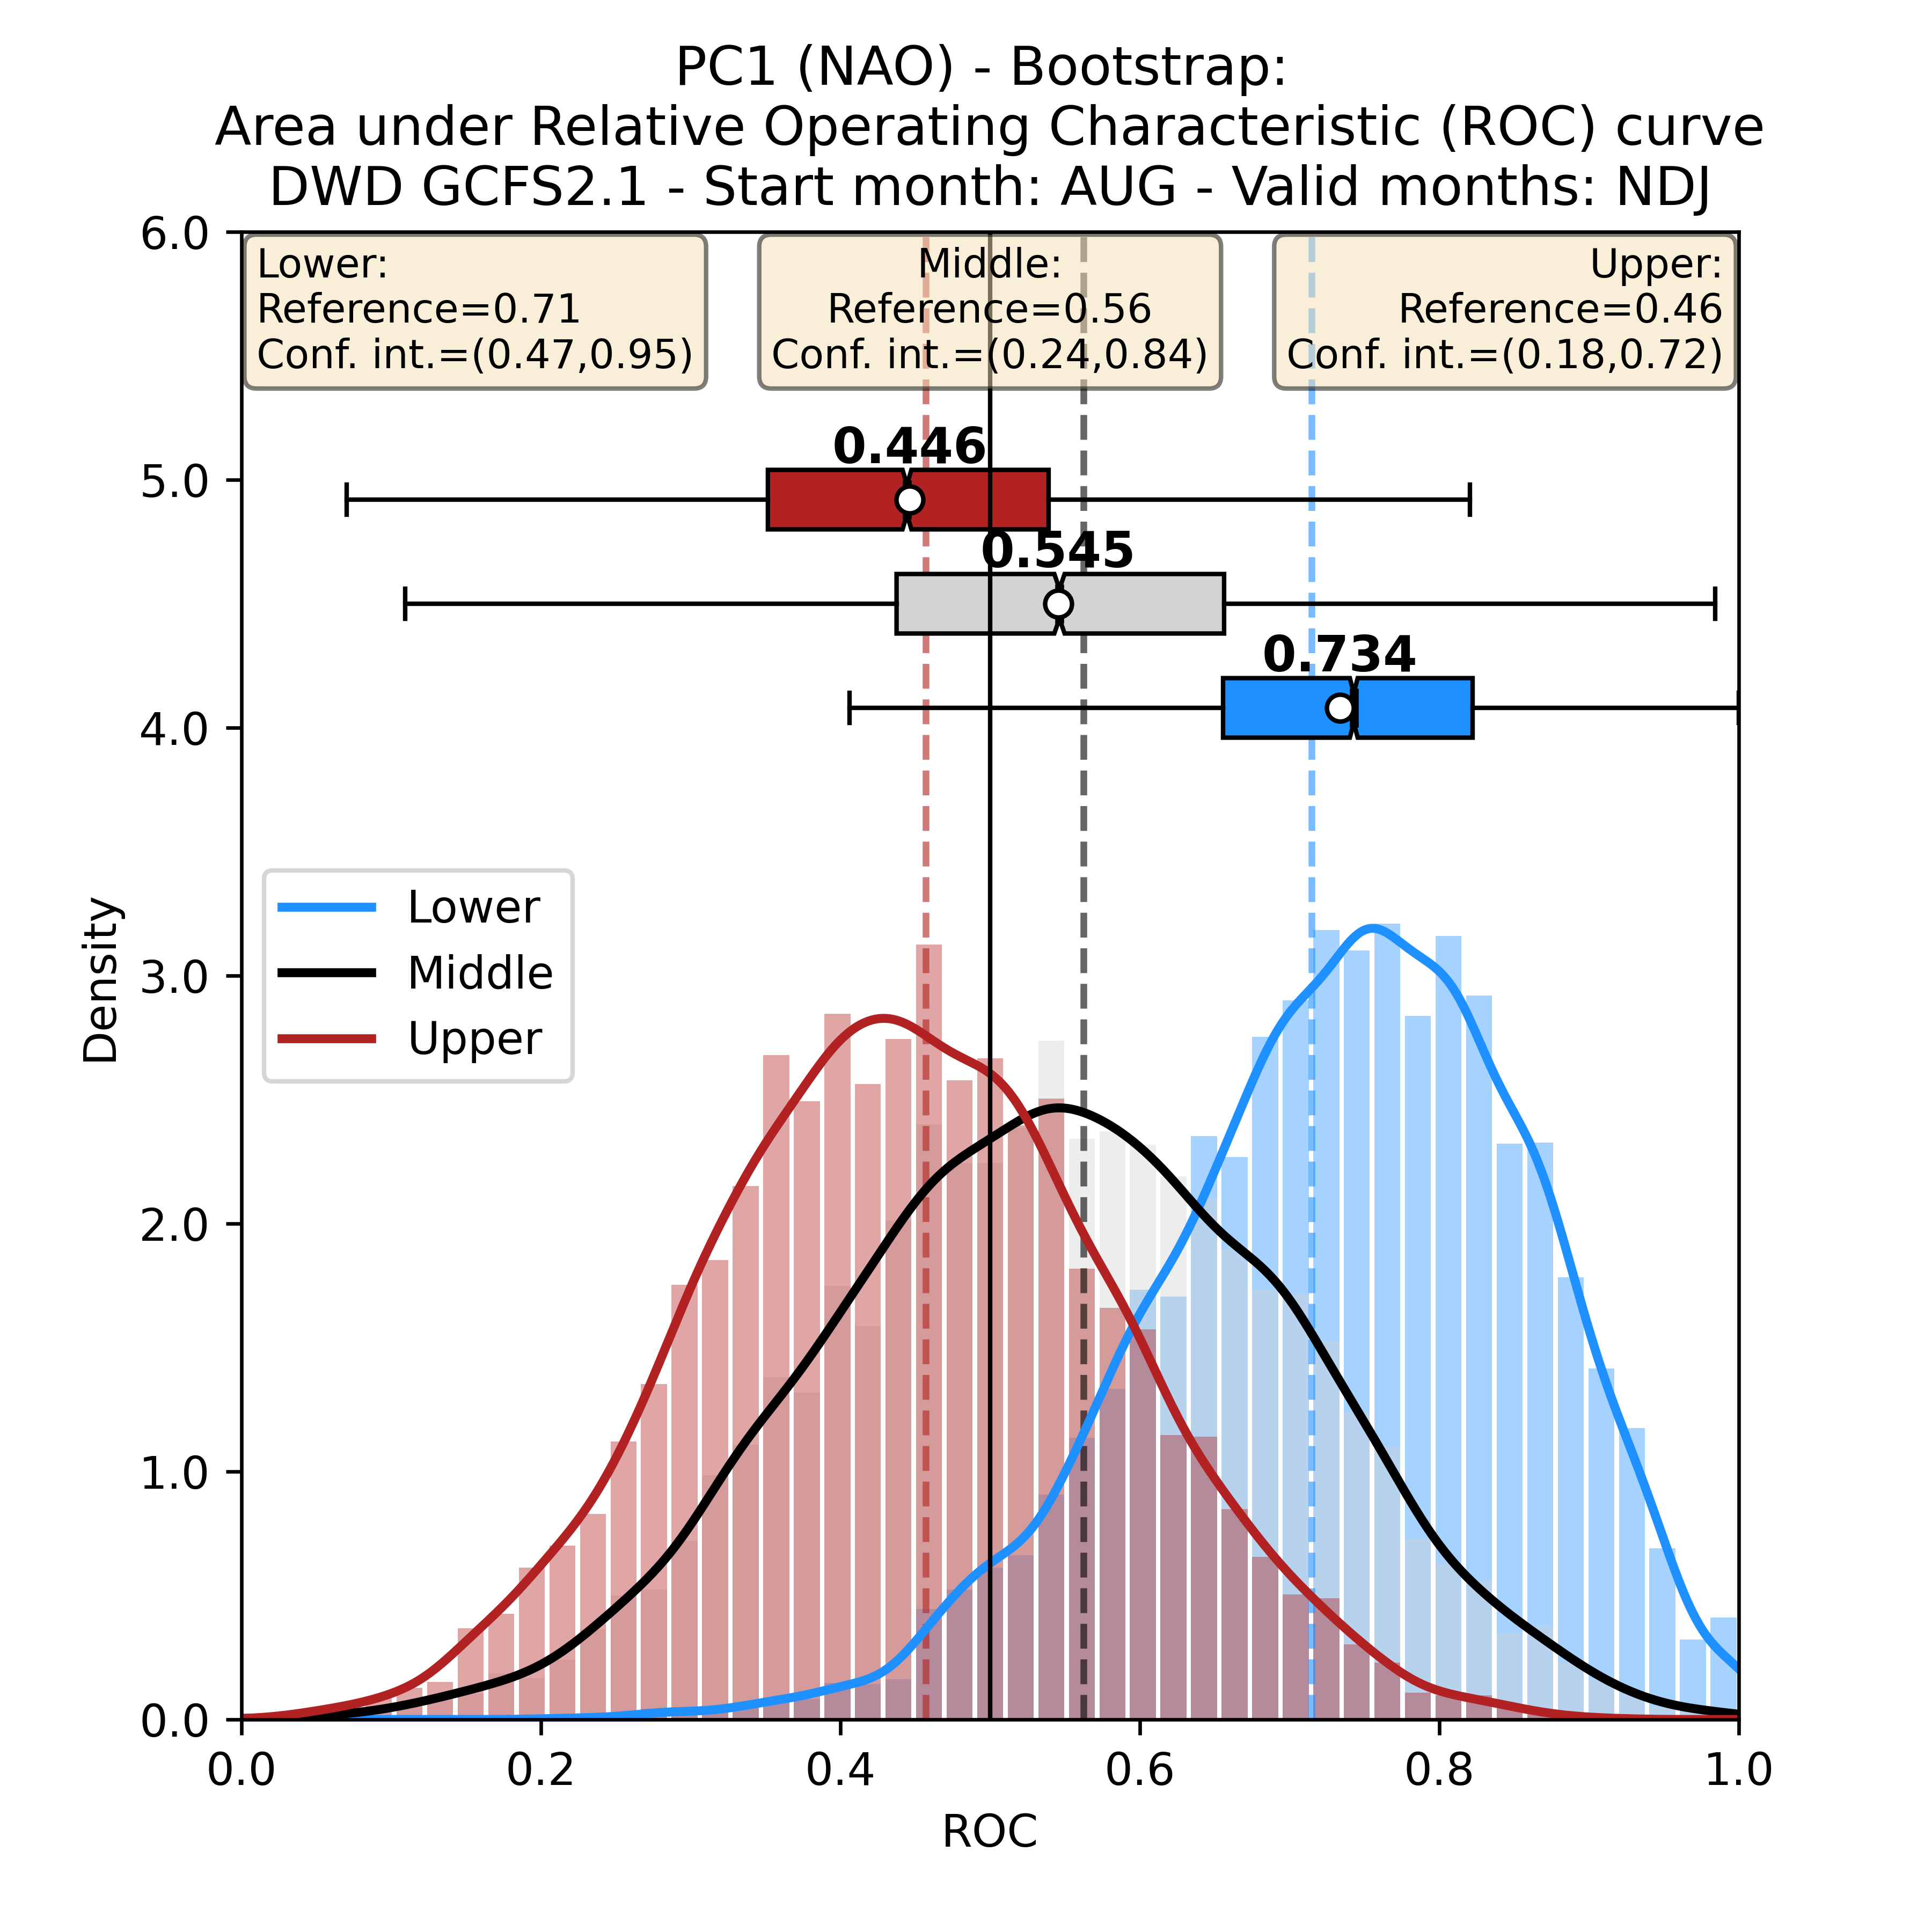 PC1 (NAO) - Bootstrap:
Area under Relative Operating Characteristic (ROC) curve
DWD GCFS2.1 - Start month: AUG - Valid months: NDJ
Lower:
Reference=0.71
Conf. int.=(0.47,0.95)
Middle:
Reference=0.56
Conf. int.=(0.24,0.84)
Upper:
Reference=0.46
Conf. int.=(0.18,0.72)
0.446
0.545
0.734
Lower
Middle
Upper
Density
6.0
5.0
4.0
3.0
2.0
1.0
0.0
0.0 0.2 0.4 0.6 0.8 1.0
ROC